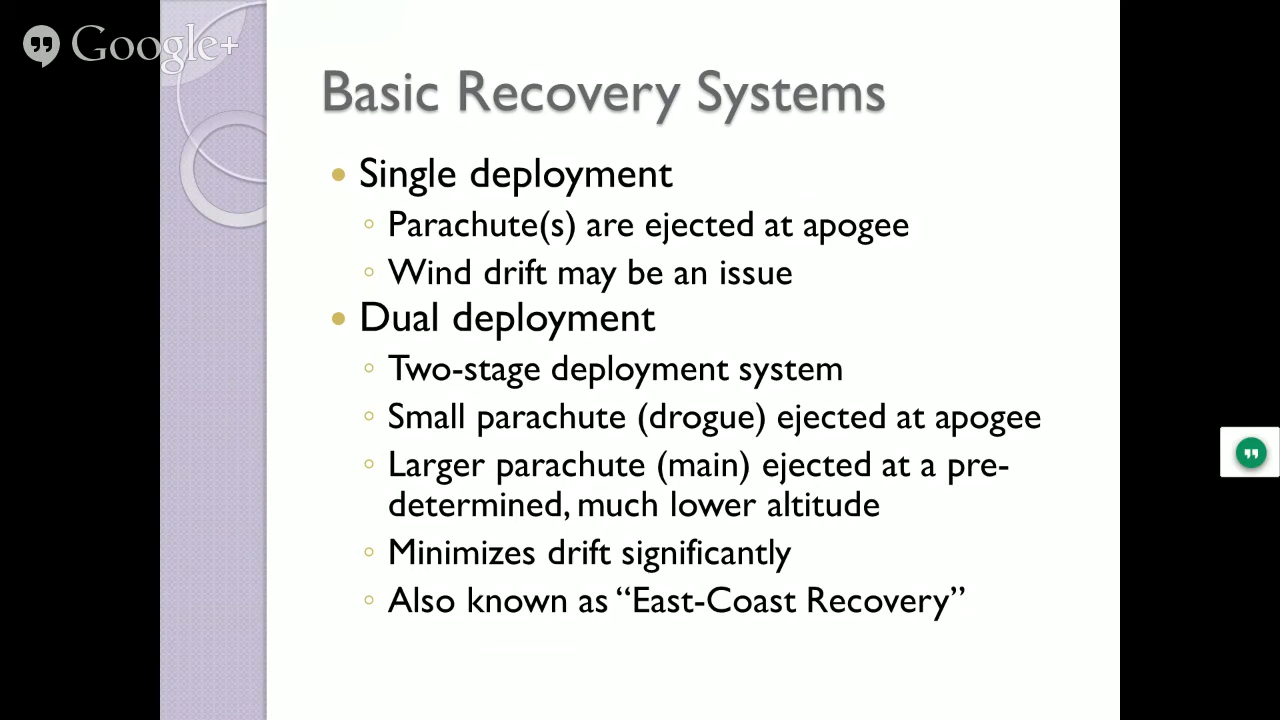 Google+
Basic Recovery Systems
Single deployment
Parachute(s) are ejected at apogee
Wind drift may be an issue
Dual deployment
Two-stage deployment system
Small parachute (drogue) ejected at apogee
Larger parachute (main) ejected at a pre-
determined, much lower altitude
Minimizes drift significantly
Also known as “East-Coast Recovery”